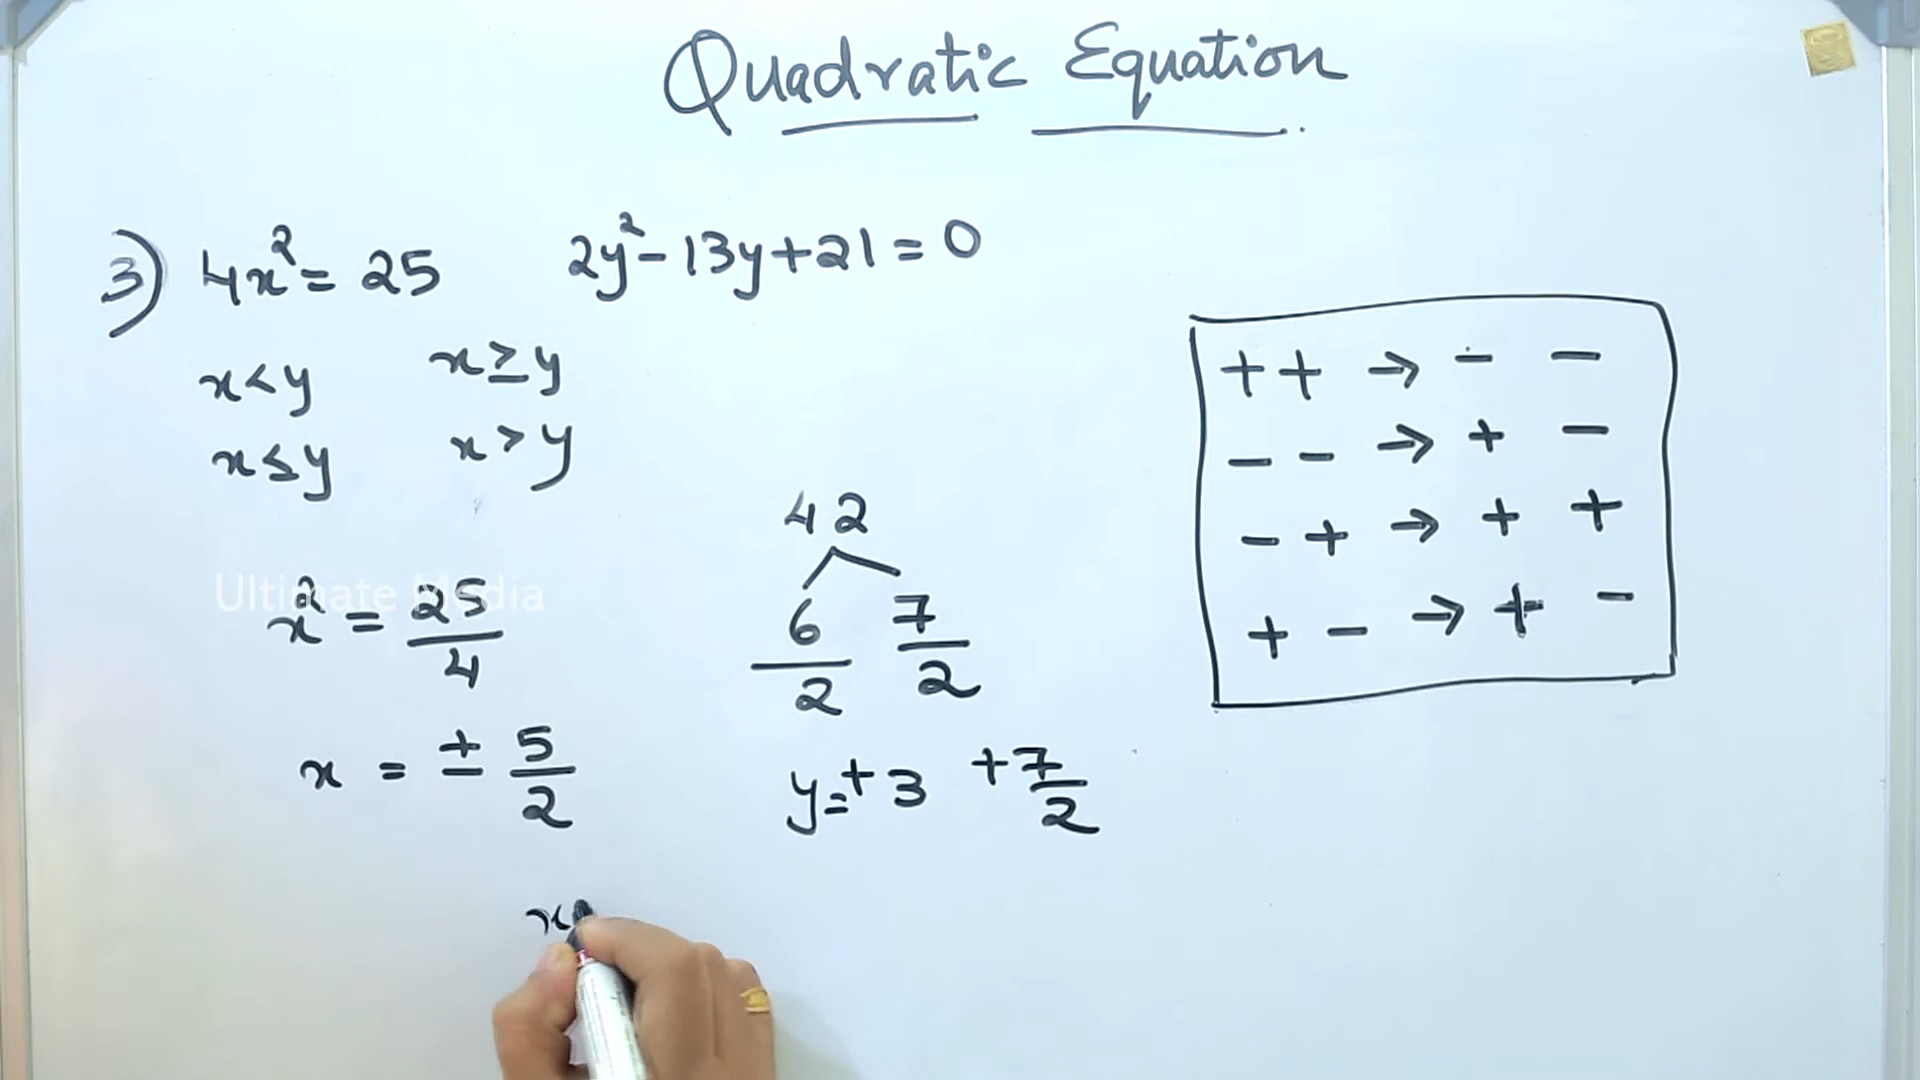 Quadratic Equation
3) 4x² = 25 2y² - 13y + 21 = 0
x < y x ≥ y
x ≤ y x > y
42
6/2 7/2
x² = 25/4
x = ± 5/2
y = +3 +7/2
x
+ + → - -
- - → + -
- + → + +
+ - → + -
Ultimate Media